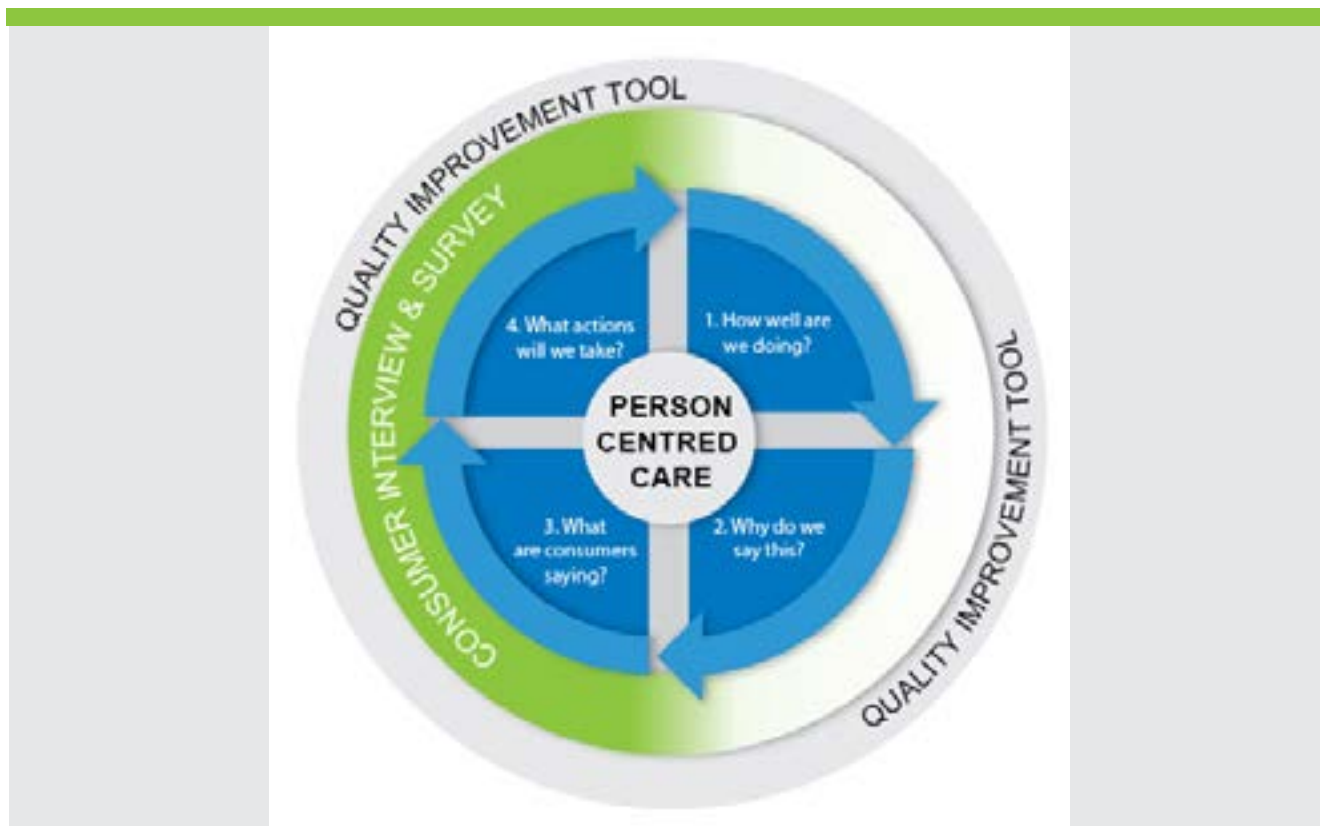 QUALITY IMPROVEMENT TOOL
CONSUMER INTERVIEW & SURVEY
4. What actions
will we take?
1. How well are
we doing?
PERSON
CENTRED
CARE
3. What
are consumers
saying?
2. Why do we
say this?
QUALITY IMPROVEMENT TOOL